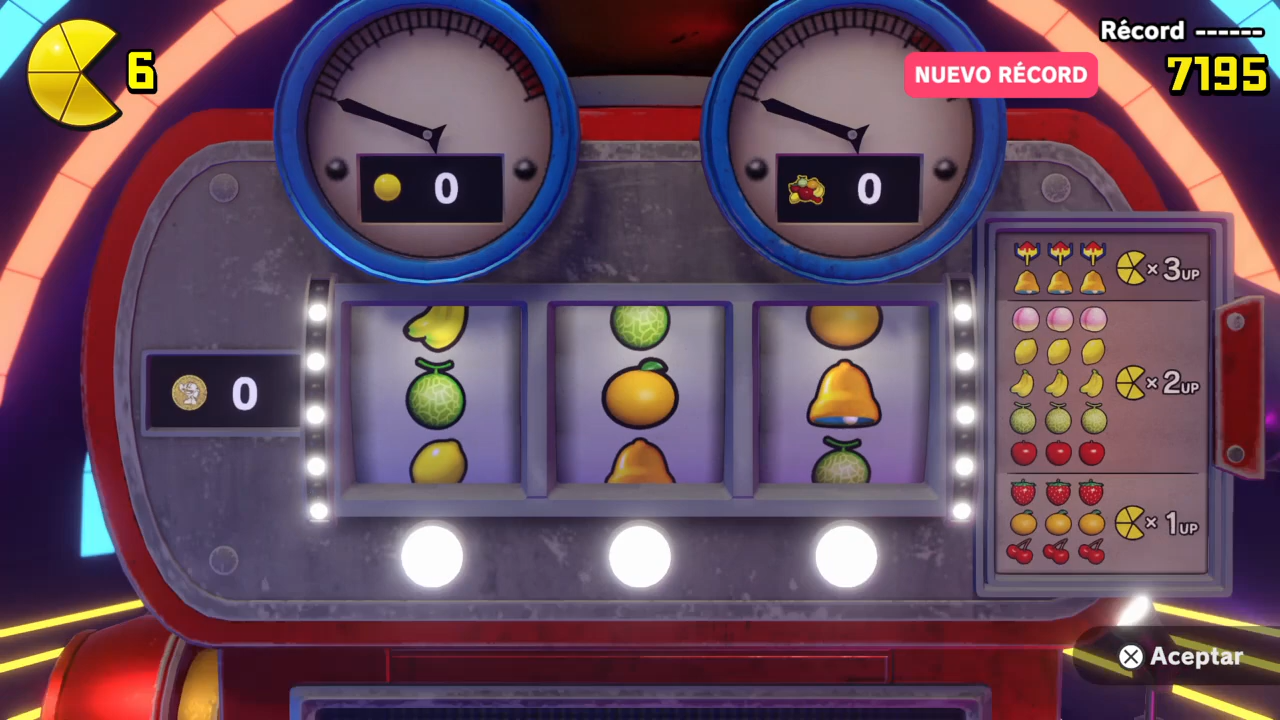 6
Récord ------
NUEVO RÉCORD
7195
0
0
0
× 3UP
× 2UP
× 1UP
Aceptar